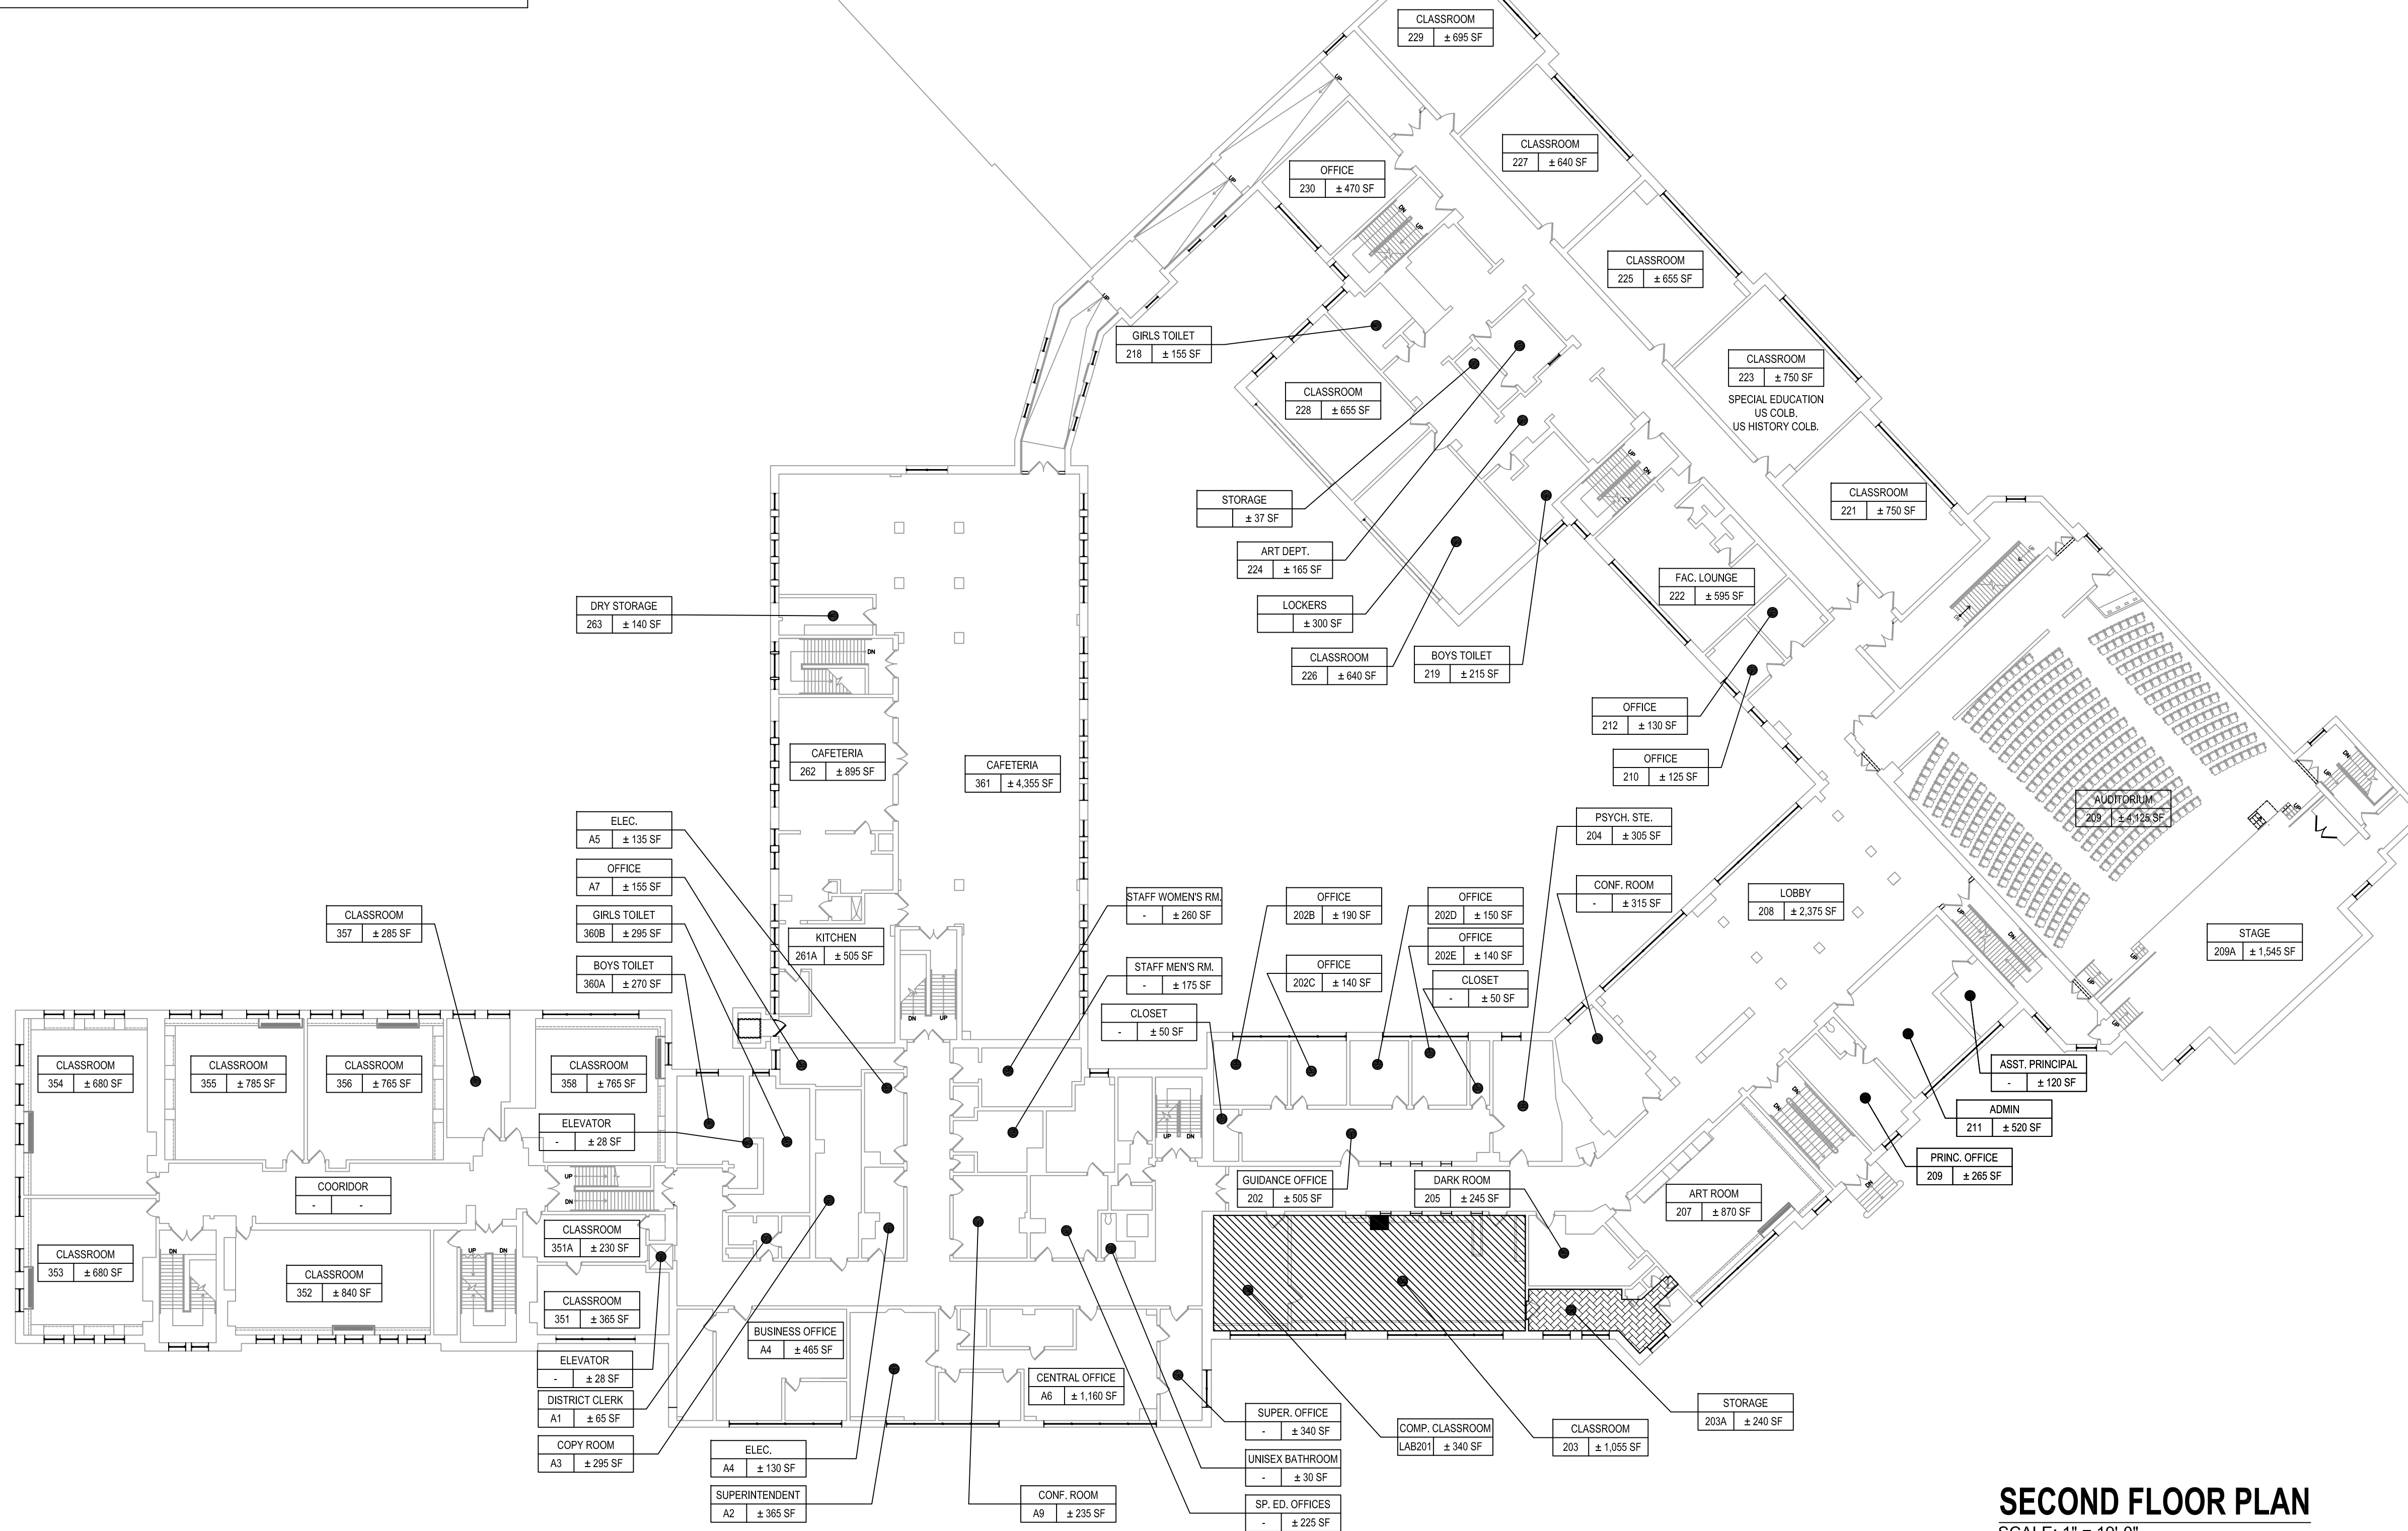 CLASSROOM
229 ± 695 SF
CLASSROOM
227 ± 640 SF
OFFICE
230 ± 470 SF
CLASSROOM
225 ± 655 SF
GIRLS TOILET
218 ± 155 SF
CLASSROOM
223 ± 750 SF
SPECIAL EDUCATION
US COLB.
US HISTORY COLB.
CLASSROOM
228 ± 655 SF
CLASSROOM
221 ± 750 SF
STORAGE
± 37 SF
ART DEPT.
224 ± 165 SF
FAC. LOUNGE
222 ± 595 SF
DRY STORAGE
263 ± 140 SF
LOCKERS
± 300 SF
CLASSROOM
226 ± 640 SF
BOYS TOILET
219 ± 215 SF
OFFICE
212 ± 130 SF
OFFICE
210 ± 125 SF
CAFETERIA
262 ± 895 SF
CAFETERIA
361 ± 4,355 SF
AUDITORIUM
209 ± 4,125 SF
ELEC.
A5 ± 135 SF
PSYCH. STE.
204 ± 305 SF
OFFICE
A7 ± 155 SF
CONF. ROOM
- ± 315 SF
LOBBY
208 ± 2,375 SF
STAFF WOMEN'S RM.
- ± 260 SF
OFFICE
202B ± 190 SF
OFFICE
202D ± 150 SF
CLASSROOM
357 ± 285 SF
GIRLS TOILET
360B ± 295 SF
KITCHEN
261A ± 505 SF
OFFICE
202E ± 140 SF
STAGE
209A ± 1,545 SF
BOYS TOILET
360A ± 270 SF
STAFF MEN'S RM.
- ± 175 SF
OFFICE
202C ± 140 SF
CLOSET
- ± 50 SF
CLOSET
- ± 50 SF
CLASSROOM
354 ± 680 SF
CLASSROOM
355 ± 785 SF
CLASSROOM
356 ± 765 SF
CLASSROOM
358 ± 765 SF
ASST. PRINCIPAL
- ± 120 SF
ELEVATOR
- ± 28 SF
ADMIN
211 ± 520 SF
PRINC. OFFICE
209 ± 265 SF
COORIDOR
- -
GUIDANCE OFFICE
202 ± 505 SF
DARK ROOM
205 ± 245 SF
ART ROOM
207 ± 870 SF
CLASSROOM
351A ± 230 SF
CLASSROOM
353 ± 680 SF
CLASSROOM
352 ± 840 SF
CLASSROOM
351 ± 365 SF
BUSINESS OFFICE
A4 ± 465 SF
ELEVATOR
- ± 28 SF
CENTRAL OFFICE
A6 ± 1,160 SF
DISTRICT CLERK
A1 ± 65 SF
STORAGE
203A ± 240 SF
SUPER. OFFICE
- ± 340 SF
COMP. CLASSROOM
LAB201 ± 340 SF
CLASSROOM
203 ± 1,055 SF
COPY ROOM
A3 ± 295 SF
ELEC.
A4 ± 130 SF
UNISEX BATHROOM
- ± 30 SF
SUPERINTENDENT
A2 ± 365 SF
CONF. ROOM
A9 ± 235 SF
SP. ED. OFFICES
- ± 225 SF
SECOND FLOOR PLAN